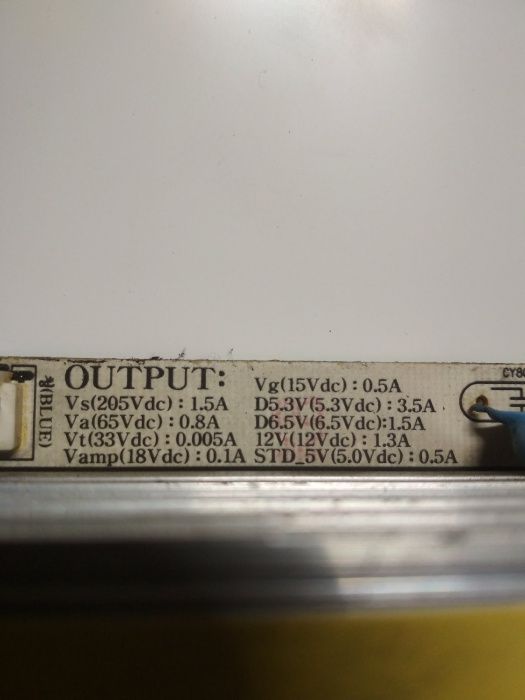 (BLUE)
OUTPUT:
Vs(205Vdc) : 1.5A
Va(65Vdc) : 0.8A
Vt(33Vdc) : 0.005A
Vamp(18Vdc) : 0.1A
Vg(15Vdc) : 0.5A
D5.3V(5.3Vdc) : 3.5A
D6.5V(6.5Vdc):1.5A
12V(12Vdc) : 1.3A
STD_5V(5.0Vdc) : 0.5A